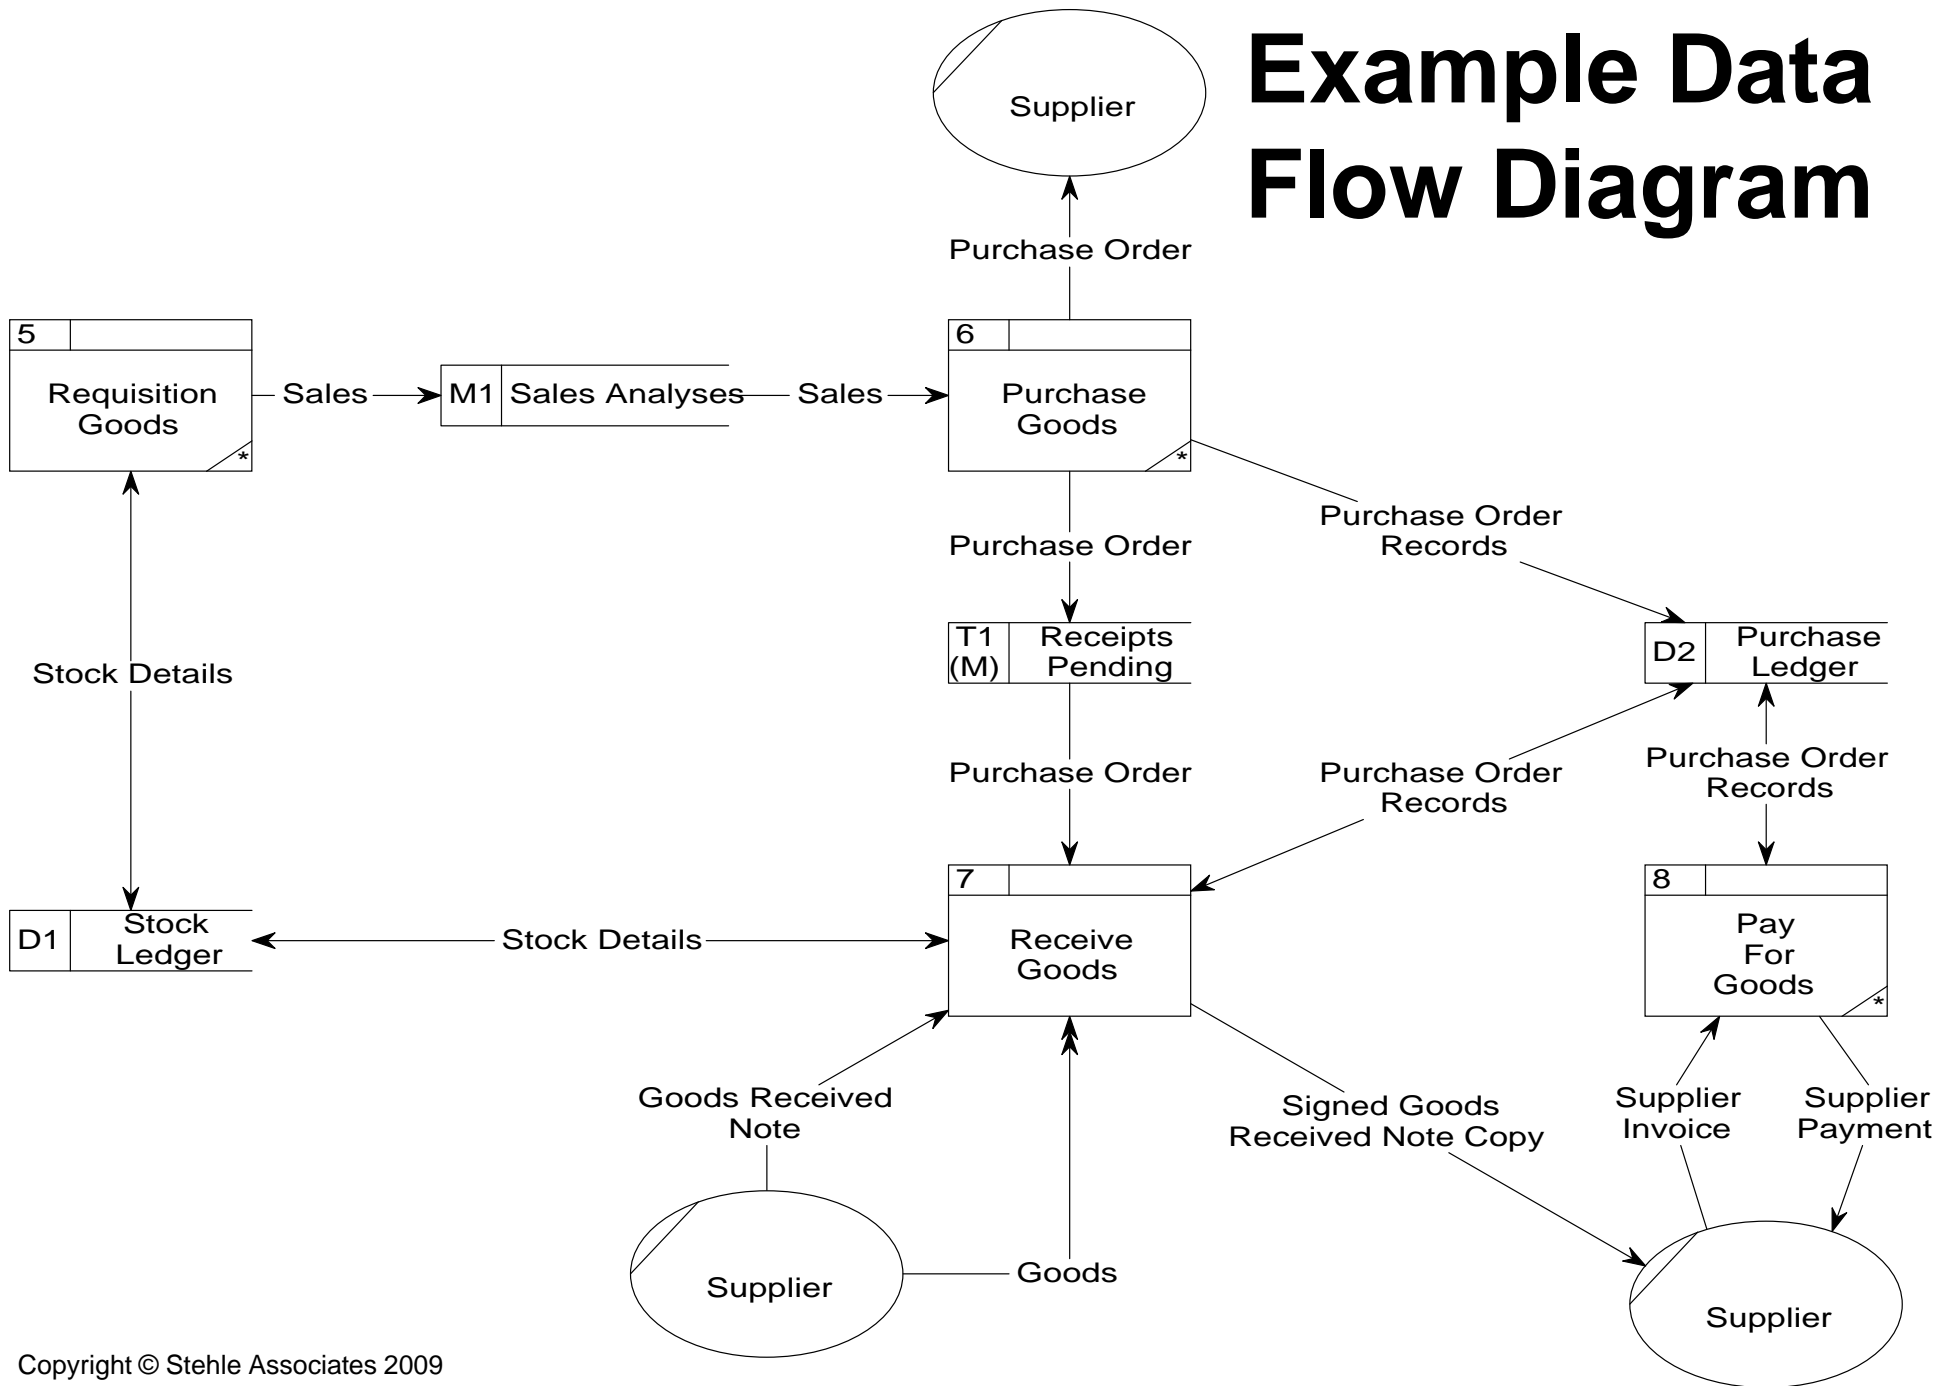 Example Data
Flow Diagram
Supplier
Purchase Order
5
Requisition
Goods
*
Sales
M1
Sales Analyses
Sales
6
Purchase
Goods
*
Purchase Order
Purchase Order
Records
Stock Details
T1
(M)
Receipts
Pending
D2
Purchase
Ledger
Purchase Order
Purchase Order
Records
Purchase Order
Records
D1
Stock
Ledger
Stock Details
7
Receive
Goods
8
Pay
For
Goods
*
Goods Received
Note
Signed Goods
Received Note Copy
Supplier
Invoice
Supplier
Payment
Supplier
Goods
Supplier
Copyright © Stehle Associates 2009